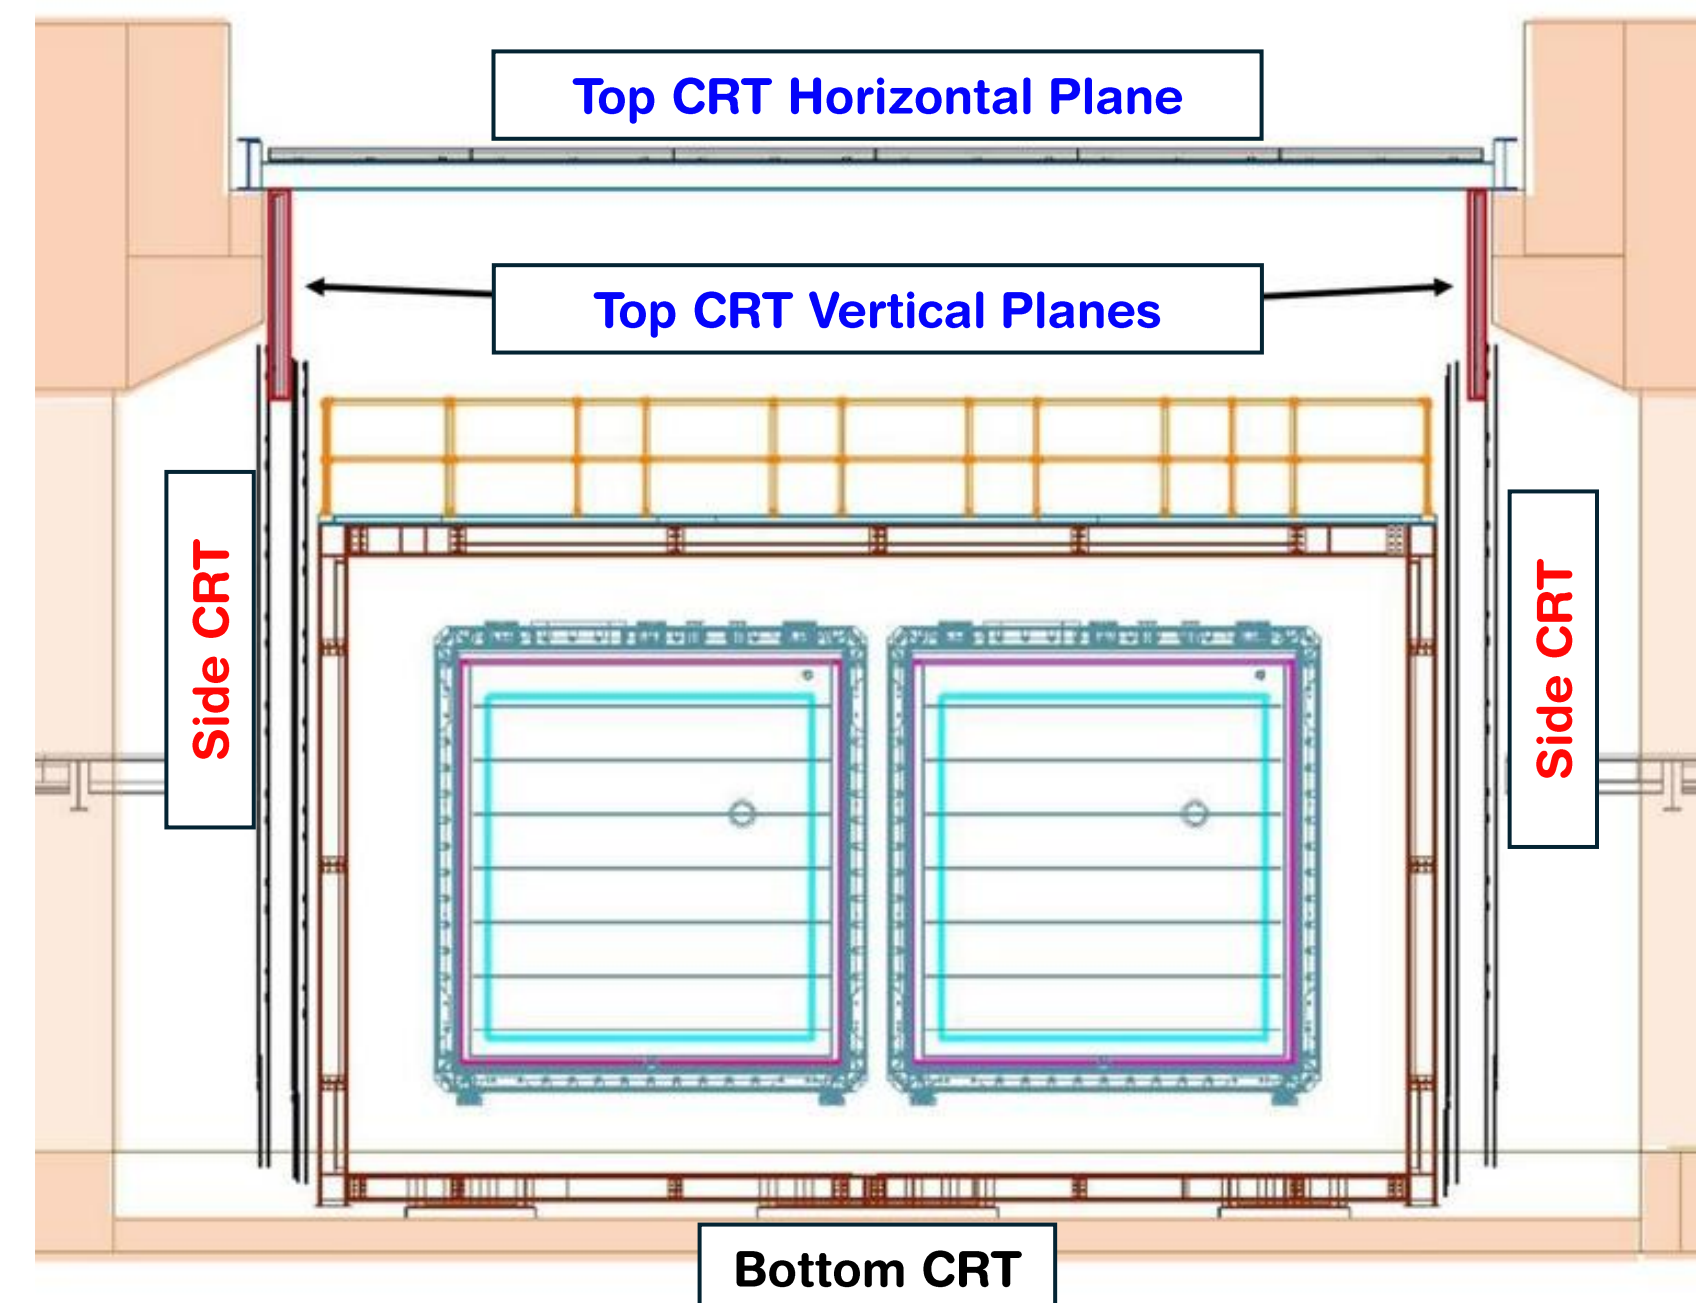 Top CRT Horizontal Plane
Top CRT Vertical Planes
Side CRT
Side CRT
Bottom CRT